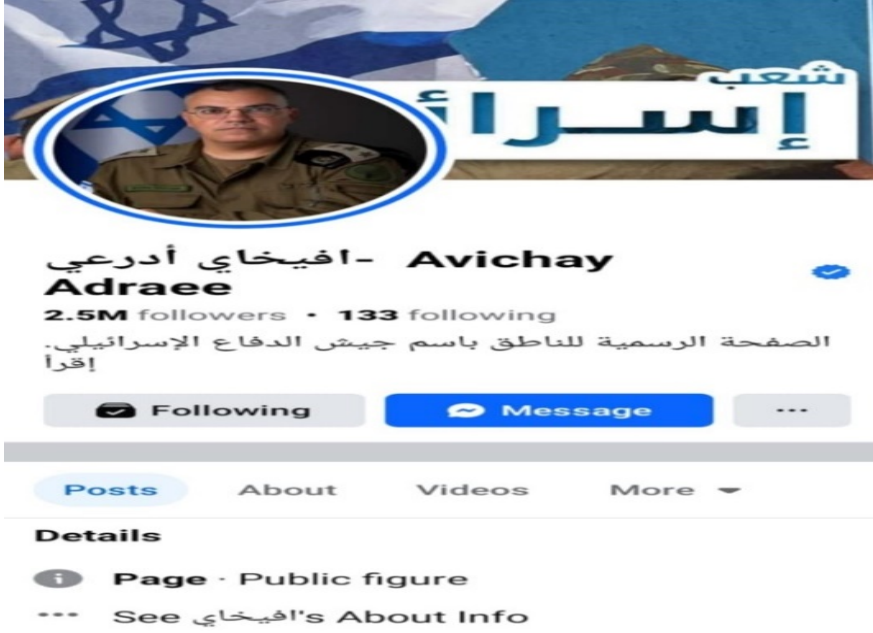 شعب
إسرا
افيخاي أدرعي- Avichay
Adraee
2.5M followers • 133 following
الصفحة الرسمية للناطق باسم جيش الدفاع الإسرائيلي.
إقرأ
Following
Message
Posts
About
Videos
More
Details
Page · Public figure
See افيخاي's About Info